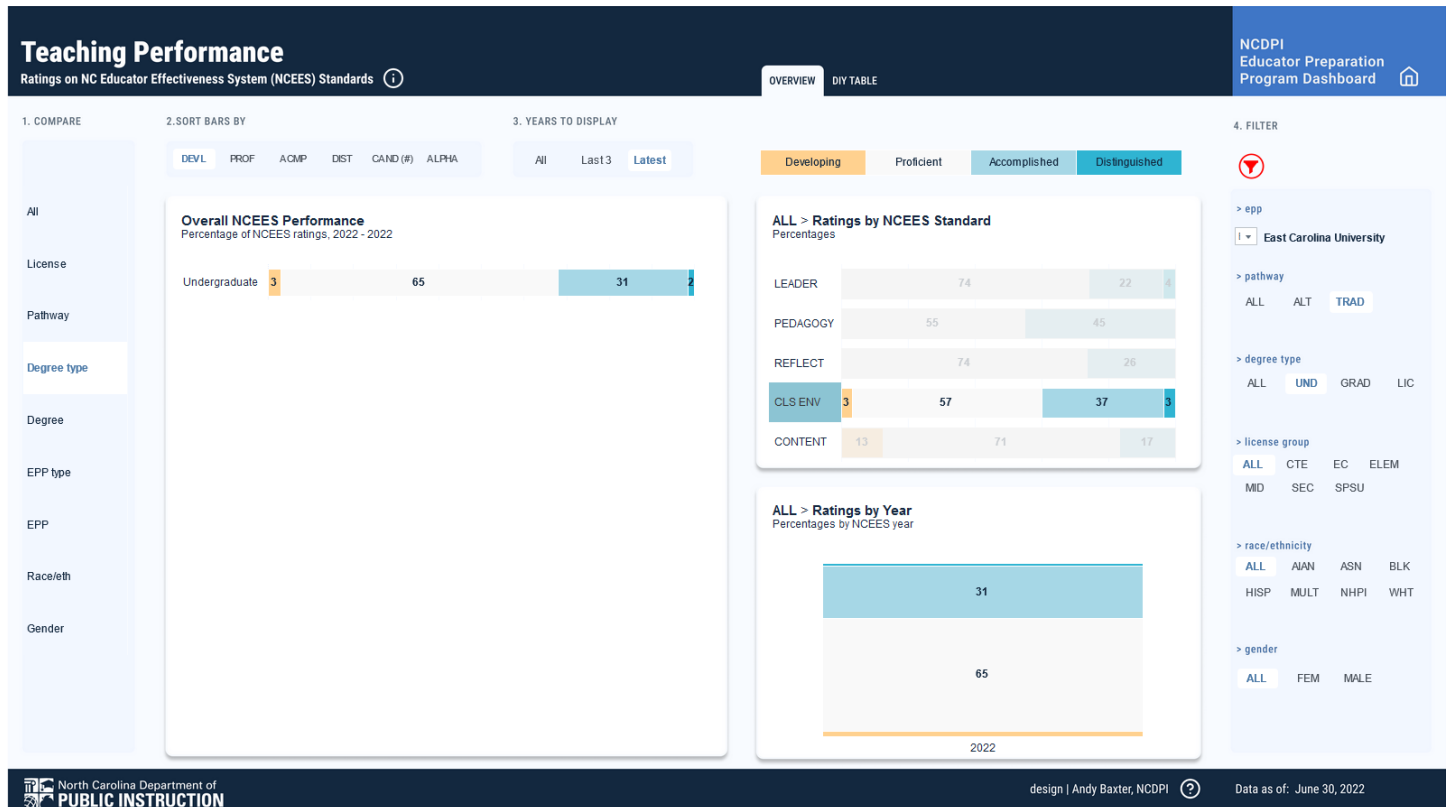 Teaching Performance
Ratings on NC Educator Effectiveness System (NCEES) Standards
OVERVIEW DIY TABLE
NCDPI
Educator Preparation
Program Dashboard
1. COMPARE
All
License
Pathway
Degree type
Degree
EPP type
EPP
Race/eth
Gender
2.SORT BARS BY
DEVL PROF ACMP DIST CAND (#) ALPHA
3. YEARS TO DISPLAY
All Last 3 Latest
Developing Proficient Accomplished Distinguished
Overall NCEES Performance
Percentage of NCEES ratings, 2022 - 2022
Undergraduate 3 65 31 2
ALL > Ratings by NCEES Standard
Percentages
LEADER 74 22 4
PEDAGOGY 55 45
REFLECT 74 26
CLS ENV 3 57 37 3
CONTENT 13 71 17
ALL > Ratings by Year
Percentages by NCEES year
31
65
2022
4. FILTER
> epp
East Carolina University
> pathway
ALL ALT TRAD
> degree type
ALL UND GRAD LIC
> license group
ALL CTE EC ELEM
MID SEC SPSU
> race/ethnicity
ALL AIAN ASN BLK
HISP MULT NHPI WHT
> gender
ALL FEM MALE
North Carolina Department of
PUBLIC INSTRUCTION
design | Andy Baxter, NCDPI
Data as of: June 30, 2022